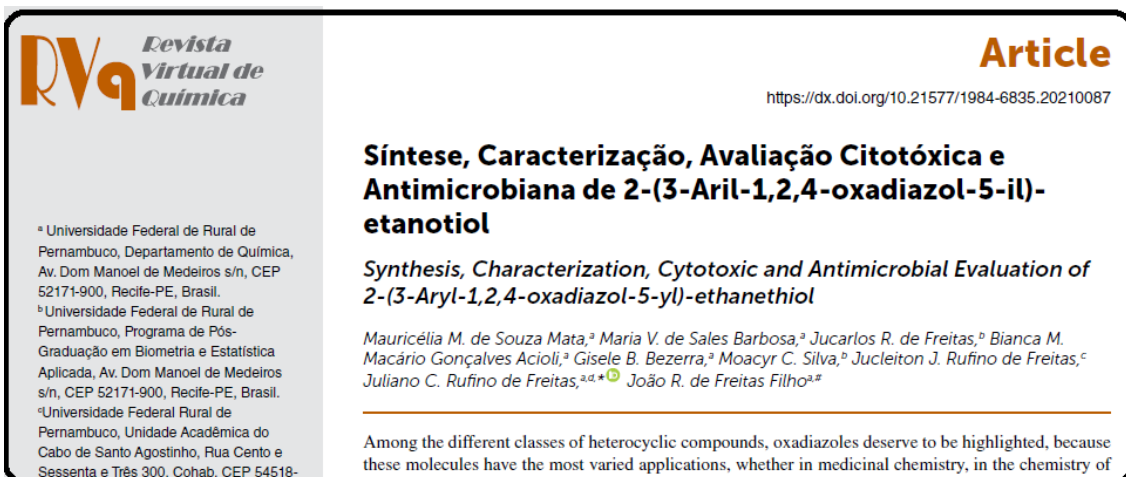 RVq
Revista
Virtual de
Química
Article
https://dx.doi.org/10.21577/1984-6835.20210087
Síntese, Caracterização, Avaliação Citotóxica e
Antimicrobiana de 2-(3-Aril-1,2,4-oxadiazol-5-il)-
etanotiol
Synthesis, Characterization, Cytotoxic and Antimicrobial Evaluation of
2-(3-Aryl-1,2,4-oxadiazol-5-yl)-ethanethiol
Mauricélia M. de Souza Mata,ª Maria V. de Sales Barbosa,ª Jucarlos R. de Freitas,ᵇ Bianca M.
Macário Gonçalves Acioli,ª Gisele B. Bezerra,ª Moacyr C. Silva,ᵇ Jucleiton J. Rufino de Freitas,ᶜ
Juliano C. Rufino de Freitas,ᵃ,ᵈ,* iD João R. de Freitas Filhoᵃ,#
ª Universidade Federal de Rural de
Pernambuco, Departamento de Química,
Av. Dom Manoel de Medeiros s/n, CEP
52171-900, Recife-PE, Brasil.
ᵇ Universidade Federal de Rural de
Pernambuco, Programa de Pós-
Graduação em Biometria e Estatística
Aplicada, Av. Dom Manoel de Medeiros
s/n, CEP 52171-900, Recife-PE, Brasil.
ᶜUniversidade Federal Rural de
Pernambuco, Unidade Acadêmica do
Cabo de Santo Agostinho, Rua Cento e
Sessenta e Três 300, Cohab, CEP 54518-
Among the different classes of heterocyclic compounds, oxadiazoles deserve to be highlighted, because
these molecules have the most varied applications, whether in medicinal chemistry, in the chemistry of